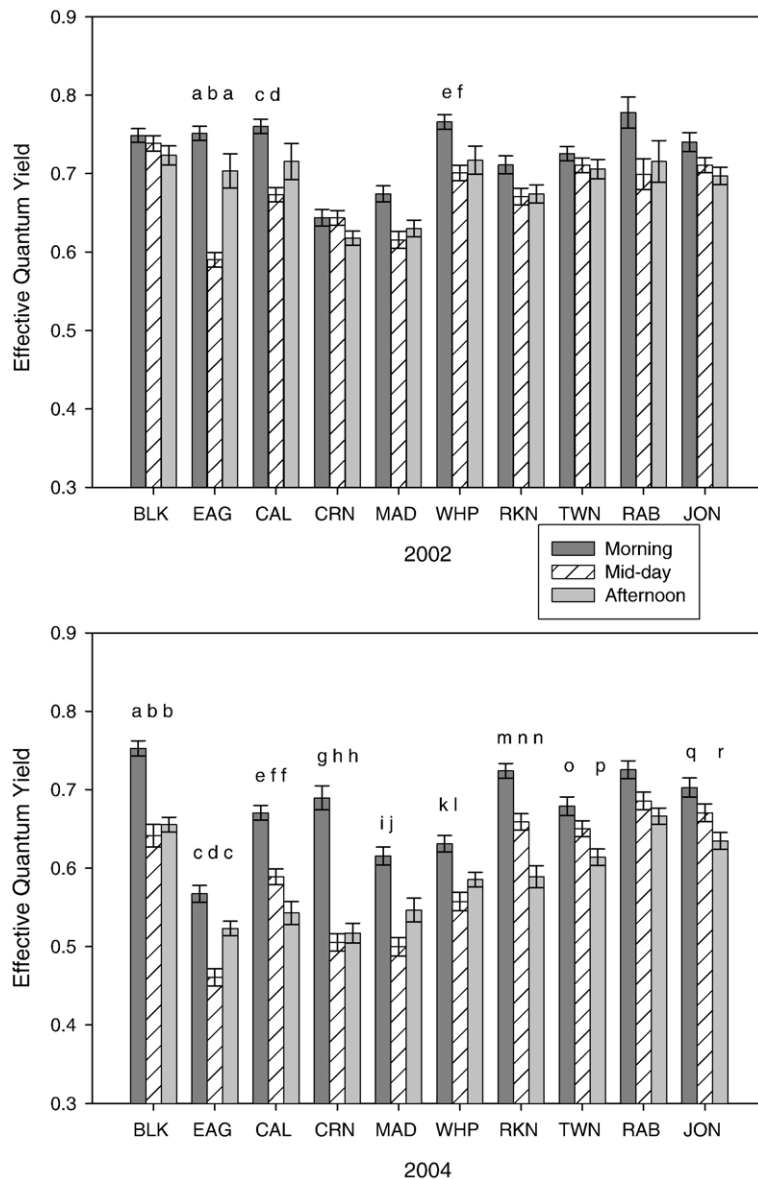 0.9
0.8
0.7
0.6
0.5
0.4
0.3
Effective Quantum Yield
a b a
c d
e f
BLK EAG CAL CRN MAD WHP RKN TWN RAB JON
2002
Morning
Mid-day
Afternoon
0.9
0.8
0.7
0.6
0.5
0.4
0.3
Effective Quantum Yield
a b b
c d c
e f f
g h h
i j
k l
m n n
o p
q r
BLK EAG CAL CRN MAD WHP RKN TWN RAB JON
2004